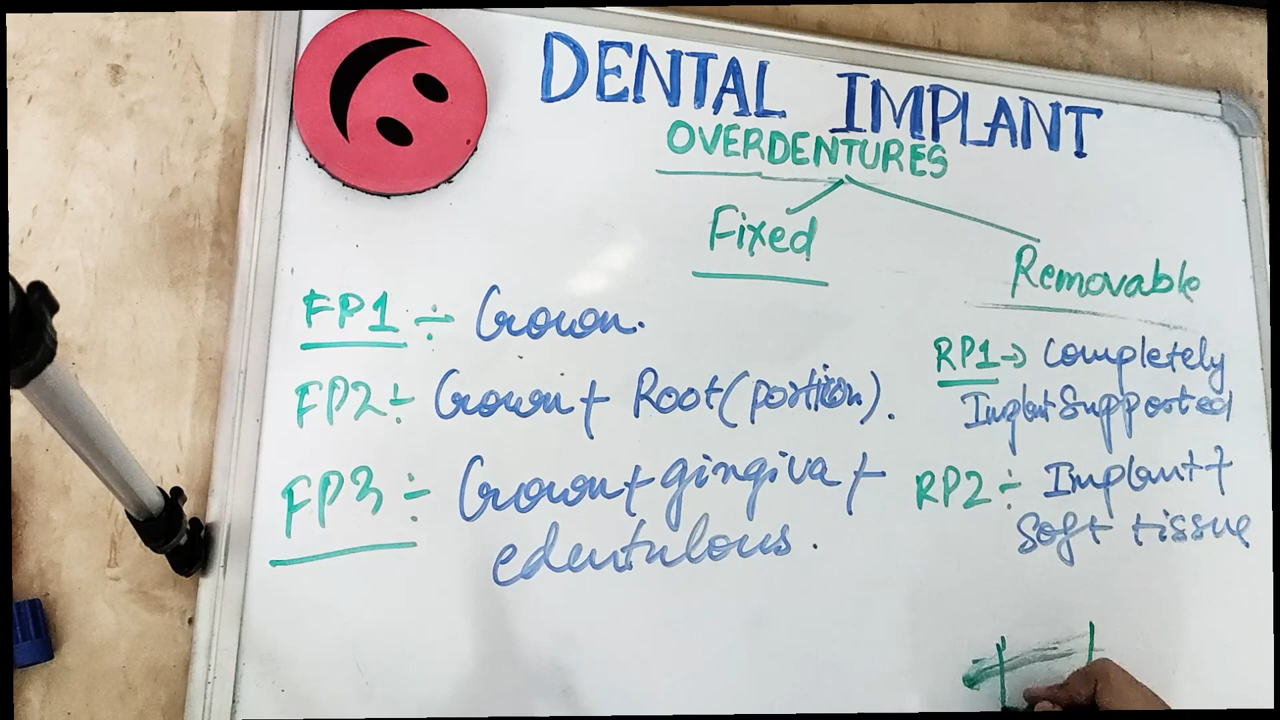 DENTAL IMPLANT
OVERDENTURES
Fixed
Removable
FP1 ÷ Crown.
FP2 ÷ Crown + Root (portion).
FP3 ÷ Crown + gingiva +
edentulous.
RP1 → Completely
Implant Supported
RP2 ÷ Implant +
Soft tissue